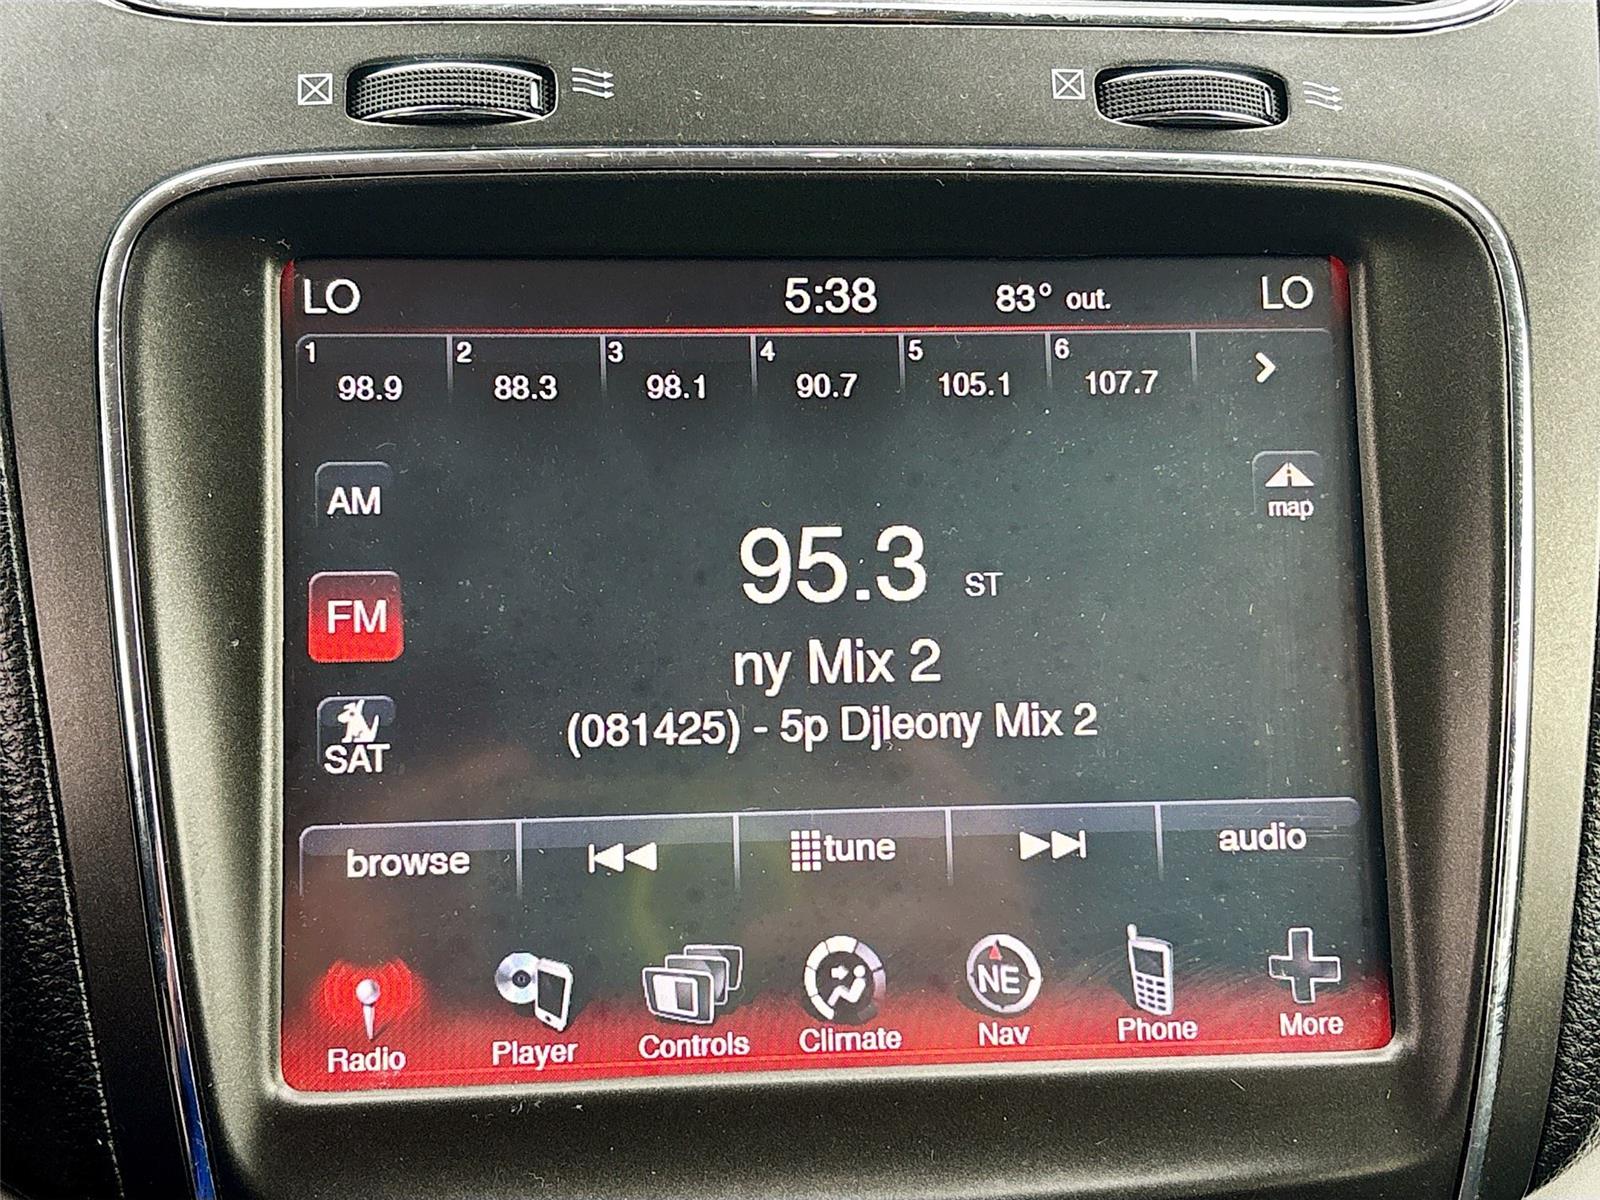 LO 5:38 83° out. LO
1 2 3 4 5 6
98.9 88.3 98.1 90.7 105.1 107.7
AM
map
95.3 ST
FM
ny Mix 2
(081425) - 5p Djleony Mix 2
SAT
browse tune audio
NE
Radio Player Controls Climate Nav Phone More